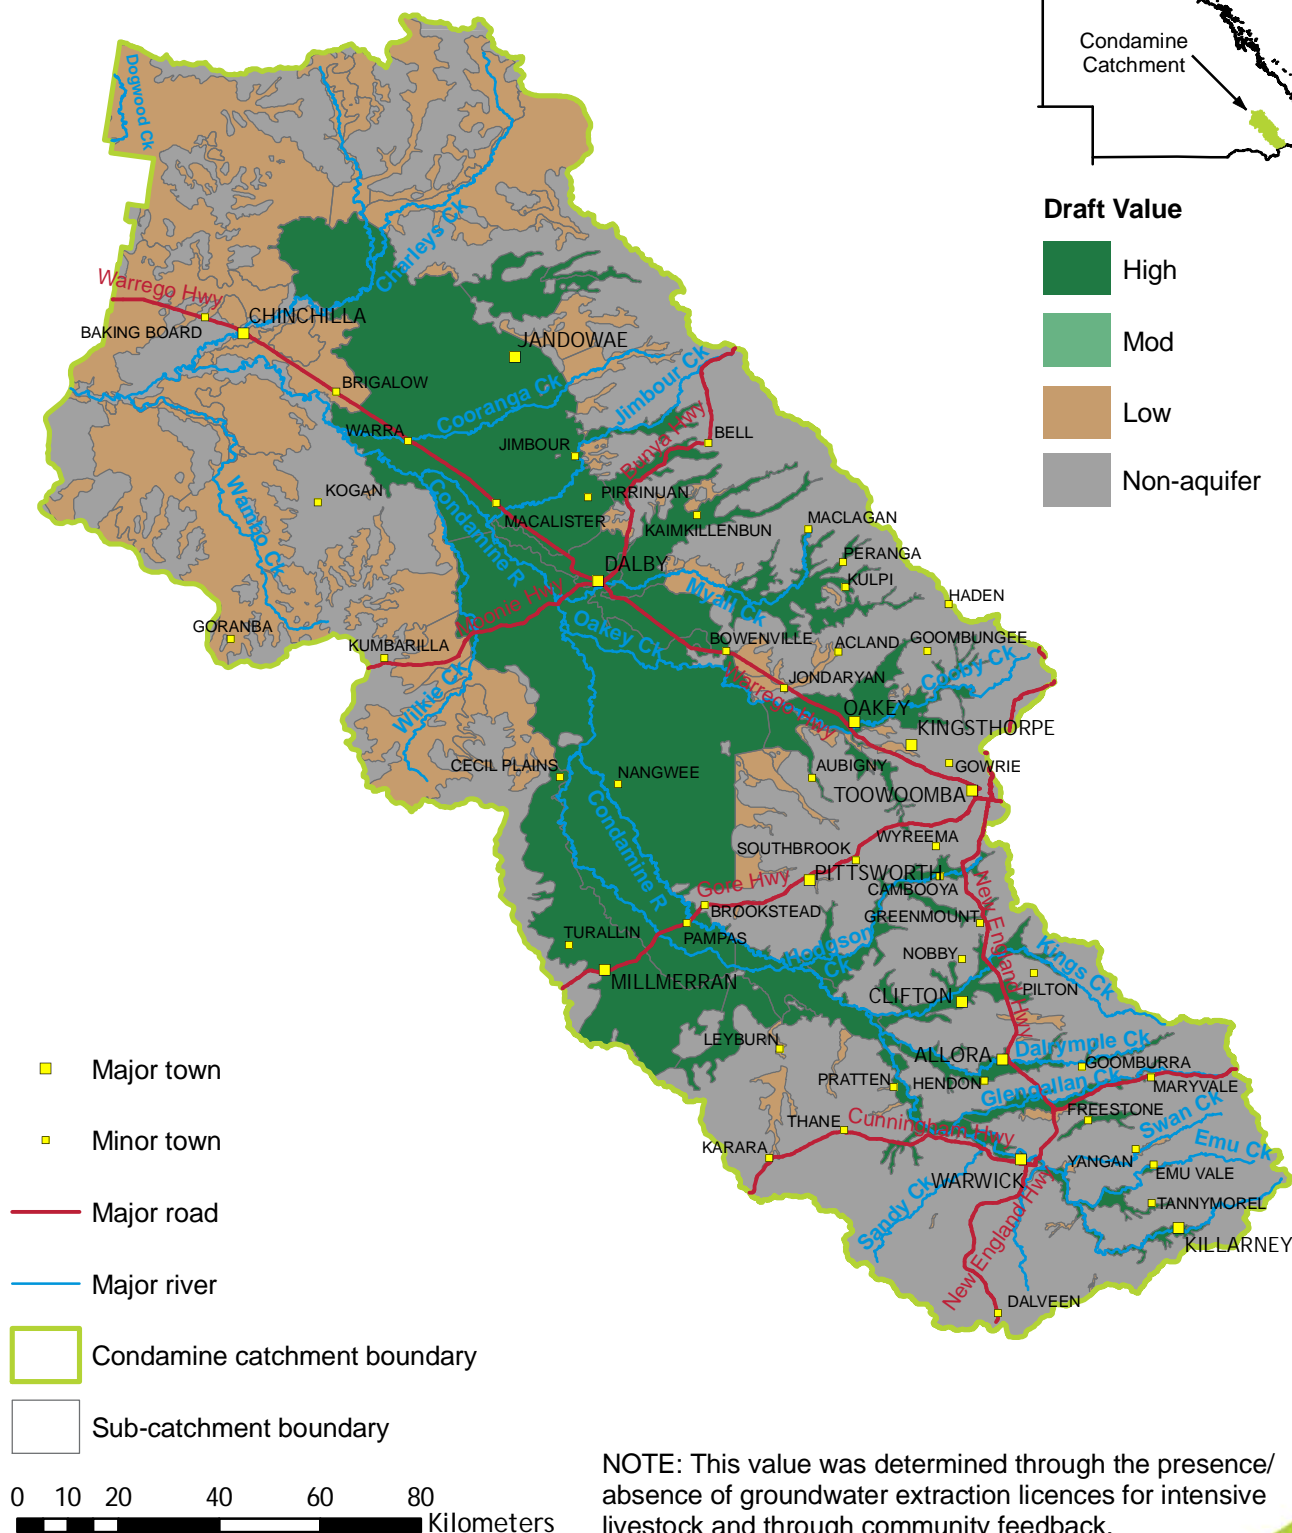 Condamine
Catchment
Draft Value
High
Mod
Low
Non-aquifer
Dogwood Ck
Charleys Ck
Warrego Hwy
CHINCHILLA
BAKING BOARD
JANDOWAE
BRIGALOW
Cooranga Ck
Jimbour Ck
WARRA
JIMBOUR
Bunya Hwy
BELL
KOGAN
Wambo Ck
Condamine R
PIRRINUAN
MACALISTER
KAIMKILLENBUN
MACLAGAN
PERANGA
DALBY
KULPI
Myall Ck
HADEN
Moonie Hwy
GORANBA
KUMBARILLA
Oakey Ck
BOWENVILLE
ACLAND
GOOMBUNGEE
Cooby Ck
JONDARYAN
Warrego Hwy
Wilkie Ck
OAKEY
KINGSTHORPE
CECIL PLAINS
NANGWEE
AUBIGNY
GOWRIE
TOOWOOMBA
Condamine R
WYREEMA
SOUTHBROOK
Gore Hwy
PITTSWORTH
CAMBOOYA
New England Hwy
BROOKSTEAD
GREENMOUNT
TURALLIN
PAMPAS
Hodgson
Ck
NOBBY
Kings Ck
MILLMERRAN
PILTON
CLIFTON
LEYBURN
ALLORA
Dalrymple Ck
GOOMBURRA
PRATTEN
HENDON
Glengallan Ck
MARYVALE
THANE
Cunningham Hwy
FREESTONE
Swan Ck
KARARA
Emu Ck
YANGAN
EMU VALE
WARWICK
Sandy Ck
TANNYMOREL
New England Hwy
KILLARNEY
DALVEEN
Major town
Minor town
Major road
Major river
Condamine catchment boundary
Sub-catchment boundary
0 10 20 40 60 80
Kilometers
NOTE: This value was determined through the presence/
absence of groundwater extraction licences for intensive
livestock and through community feedback.